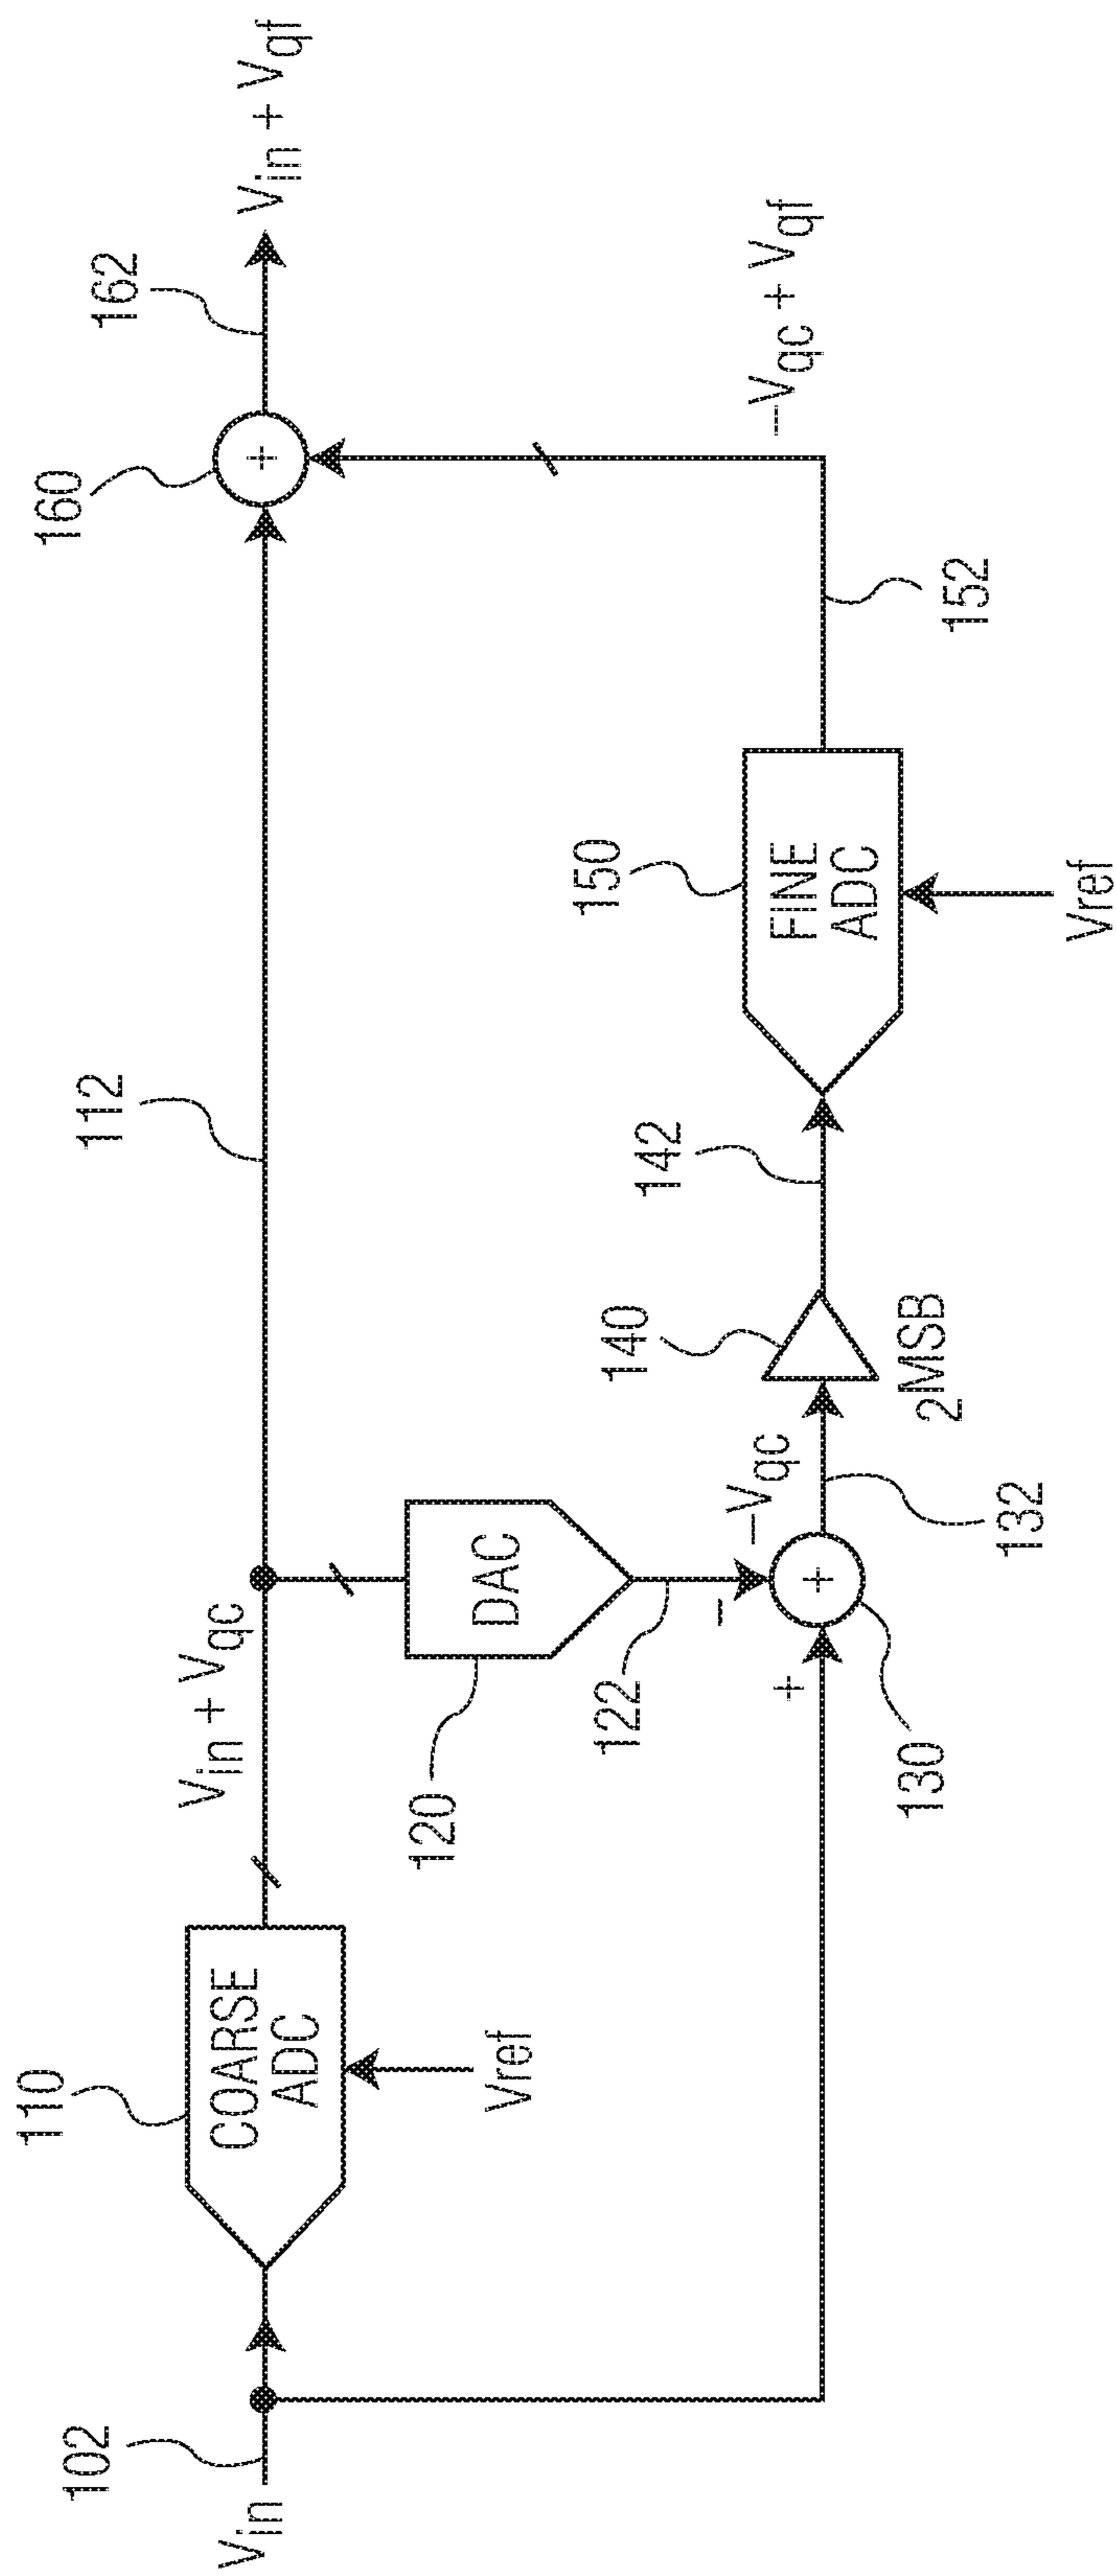 102
Vin
110
COARSE
ADC
Vref
Vin + Vqc
112
120
DAC
122
−
+
+
130
−Vqc
132
140
2MSB
142
150
FINE
ADC
Vref
152
−Vqc + Vqf
160
+
162
Vin + Vqf